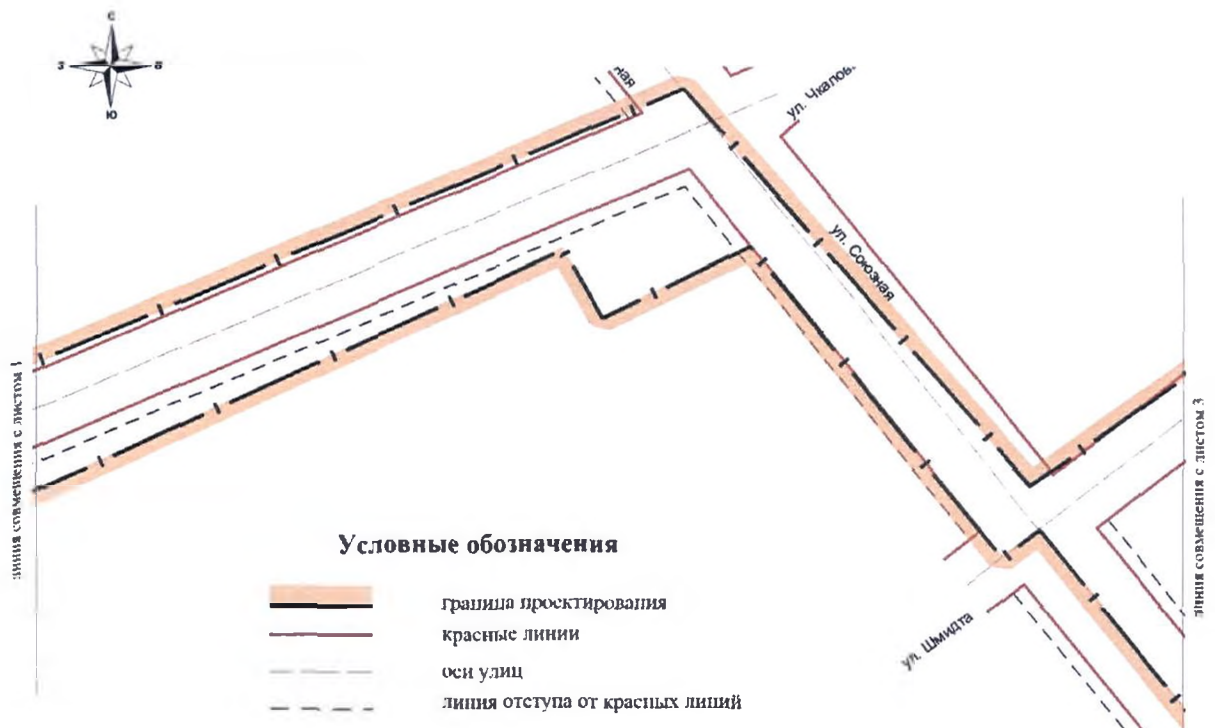 С
З
В
Ю
ная
ул. Чкалов
ул. Союзная
линия совмещения с листом 1
линия совмещения с листом 3
Условные обозначения
граница проектирования
красные линии
оси улиц
линия отступа от красных линий
ул. Шмидта